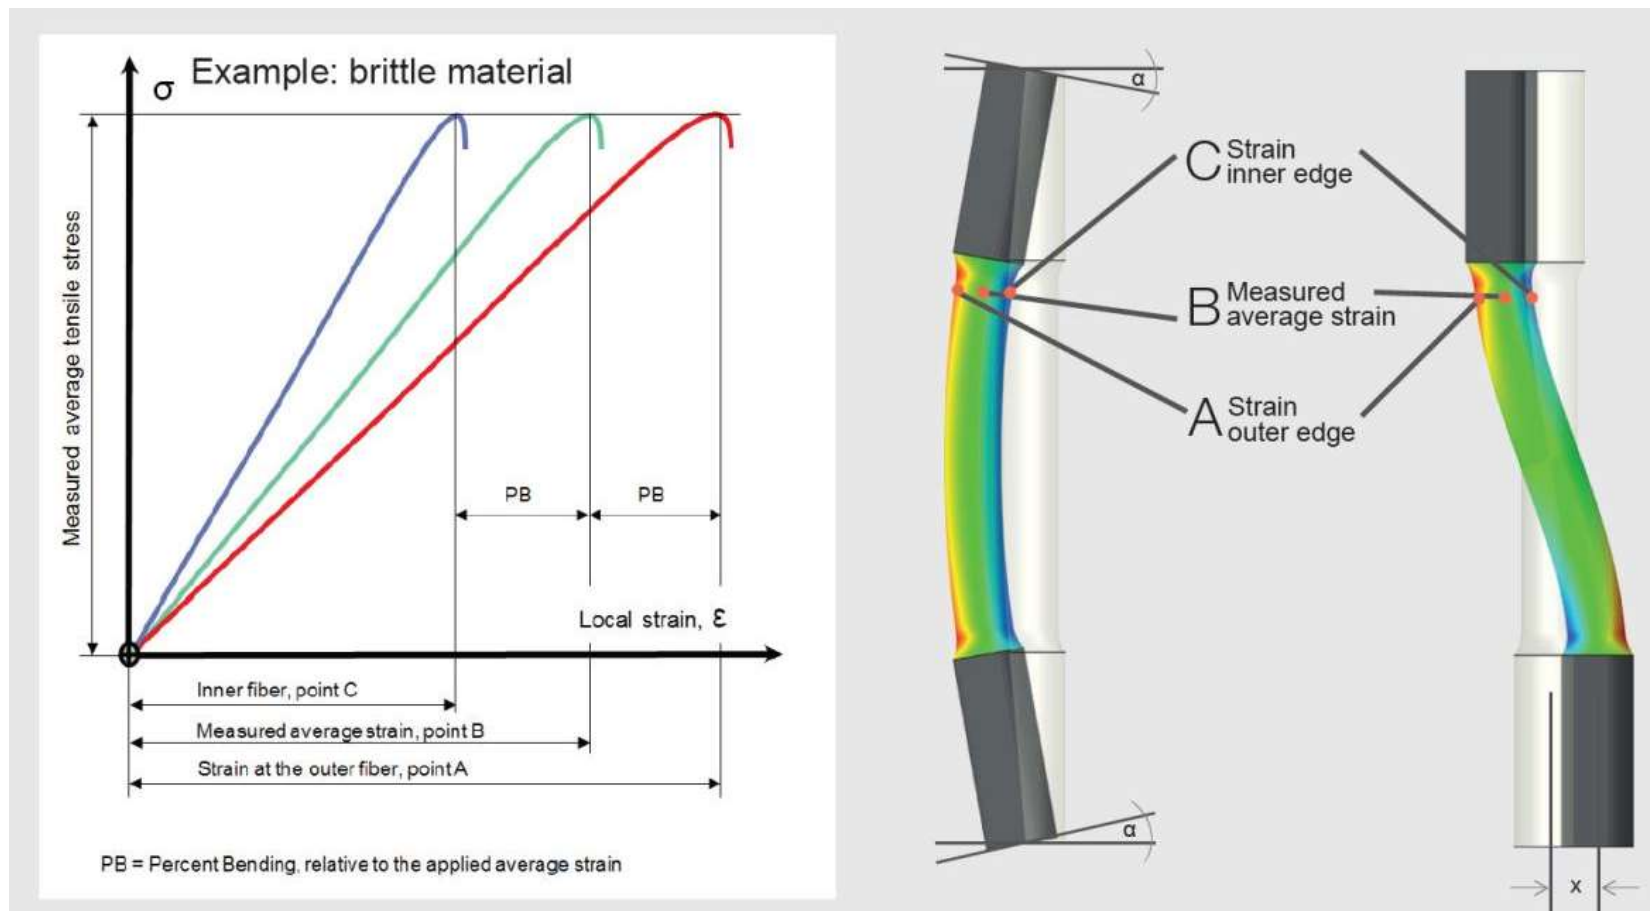 σ Example: brittle material
Measured average tensile stress
PB PB
Local strain, ε
Inner fiber, point C
Measured average strain, point B
Strain at the outer fiber, point A
PB = Percent Bending, relative to the applied average strain
α
C Strain
inner edge
B Measured
average strain
A Strain
outer edge
α
x